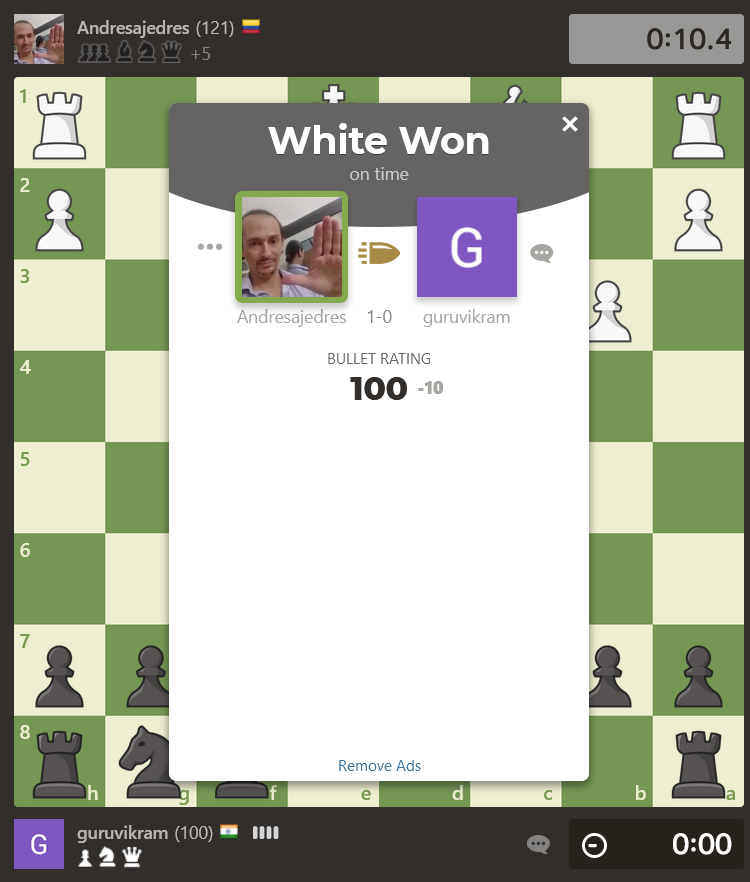 Andresajedres (121)
+5
0:10.4
White Won
on time
Andresajedres 1-0 guruvikram
G
BULLET RATING
100 -10
Remove Ads
1
2
3
4
5
6
7
8
h g f e d c b a
G
guruvikram (100)
0:00